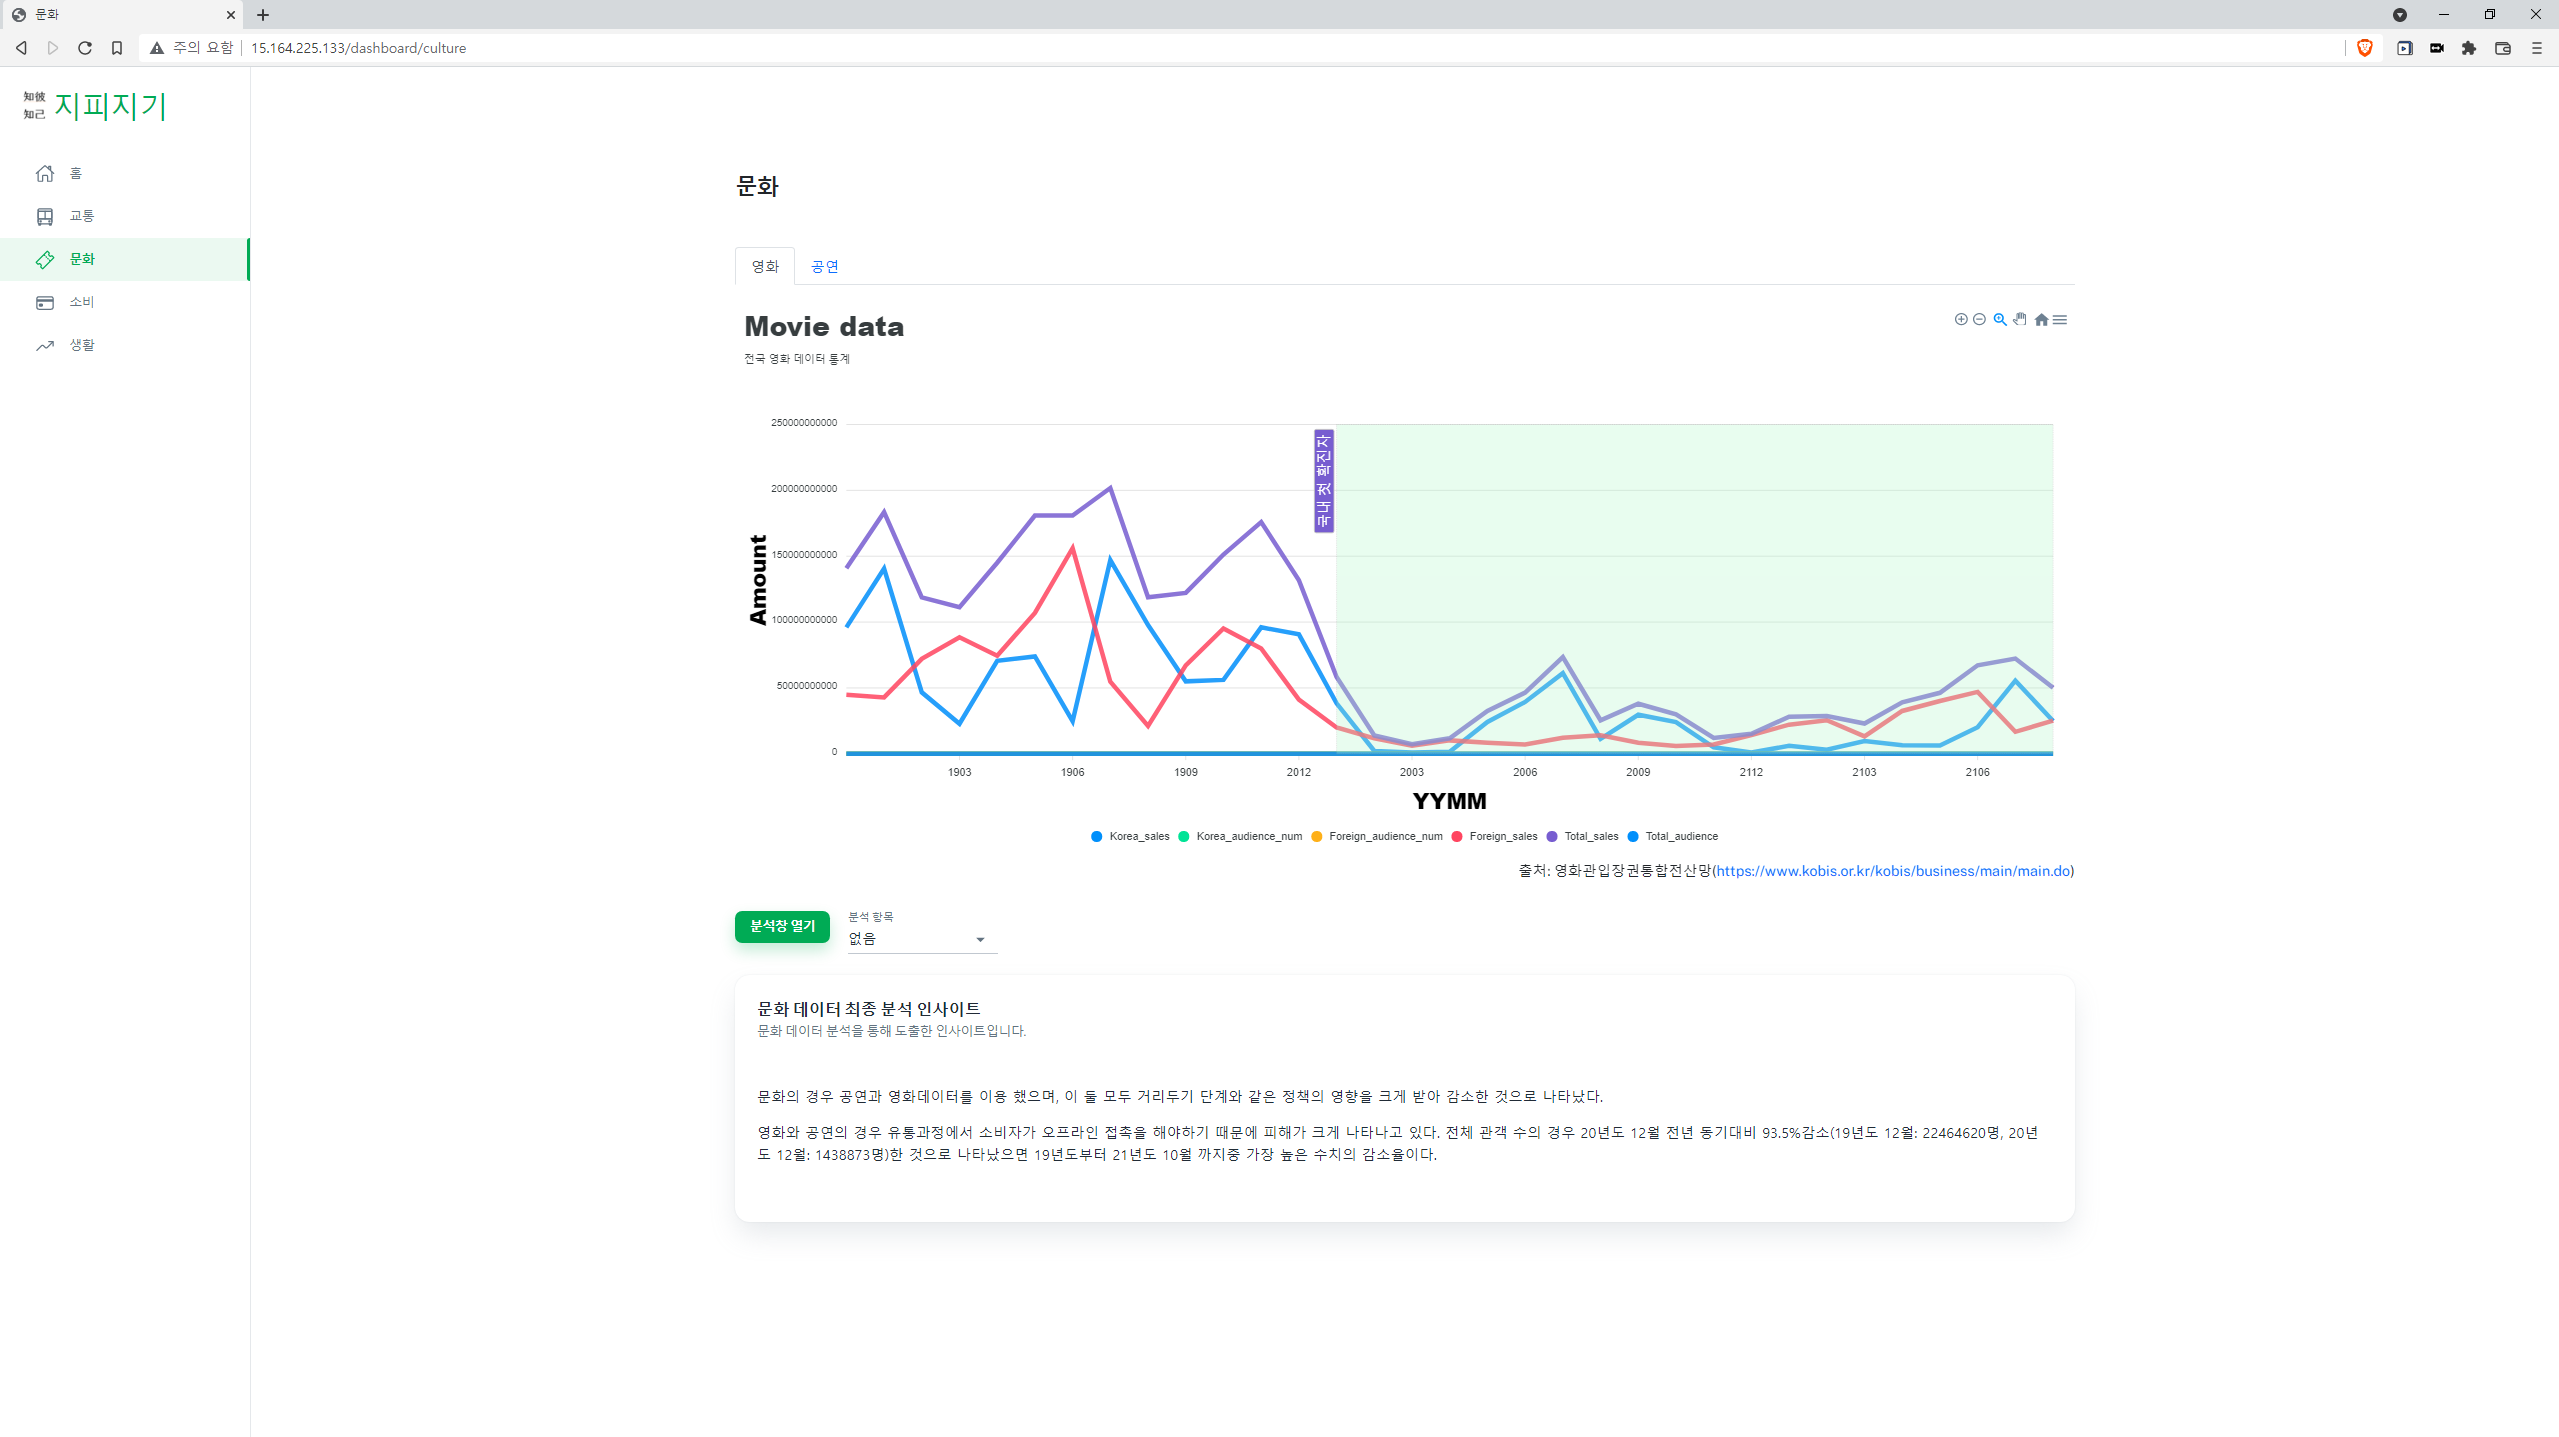 문화
주의 요함
15.164.225.133/dashboard/culture
知彼
知己
지피지기
홈
교통
문화
소비
생활
문화
영화
공연
Movie data
전국 영화 데이터 통계
250000000000
200000000000
150000000000
100000000000
50000000000
0
Amount
국내 첫 확진자
1903
1906
1909
2012
2003
2006
2009
2112
2103
2106
YYMM
Korea_sales
Korea_audience_num
Foreign_audience_num
Foreign_sales
Total_sales
Total_audience
출처: 영화관입장권통합전산망(https://www.kobis.or.kr/kobis/business/main/main.do)
분석창 열기
분석 항목
없음
문화 데이터 최종 분석 인사이트
문화 데이터 분석을 통해 도출한 인사이트입니다.
문화의 경우 공연과 영화데이터를 이용 했으며, 이 둘 모두 거리두기 단계와 같은 정책의 영향을 크게 받아 감소한 것으로 나타났다.
영화와 공연의 경우 유통과정에서 소비자가 오프라인 접촉을 해야하기 때문에 피해가 크게 나타나고 있다. 전체 관객 수의 경우 20년도 12월 전년 동기대비 93.5%감소(19년도 12월: 22464620명, 20년
도 12월: 1438873명)한 것으로 나타났으면 19년도부터 21년도 10월 까지중 가장 높은 수치의 감소율이다.